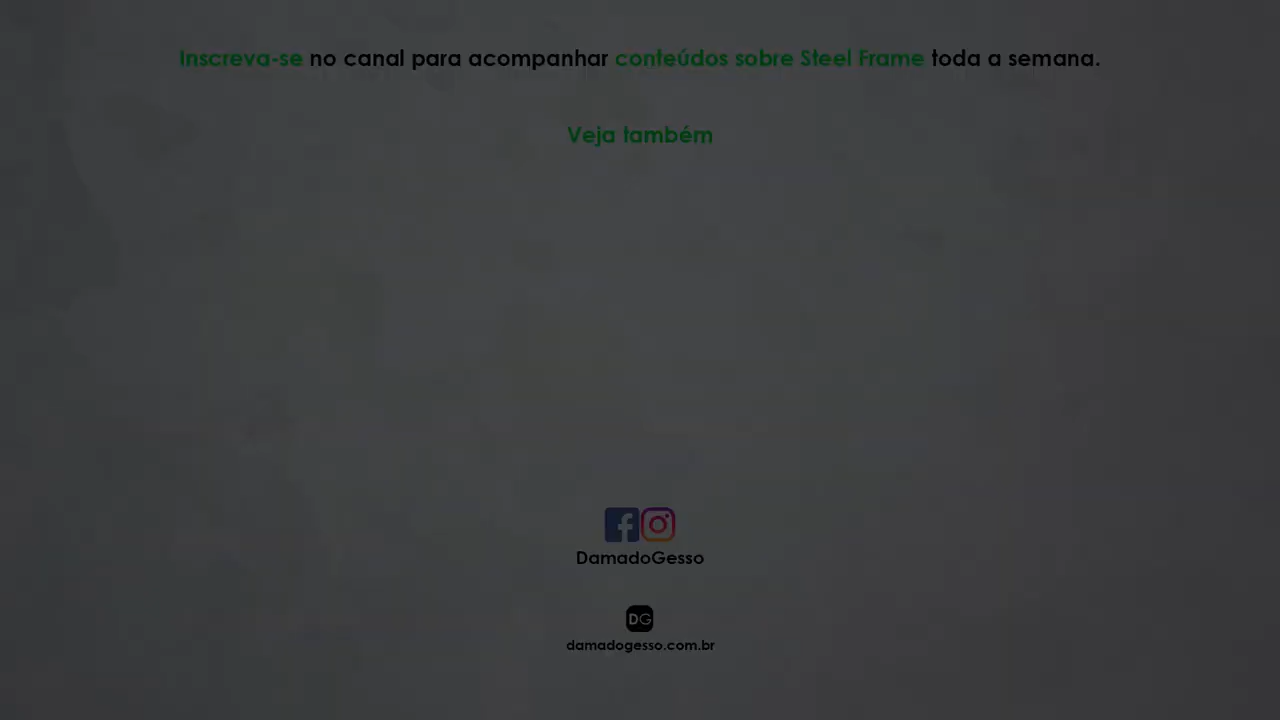 Inscreva-se no canal para acompanhar conteúdos sobre Steel Frame toda a semana.
Veja também
DamadoGesso
DG
damadogesso.com.br